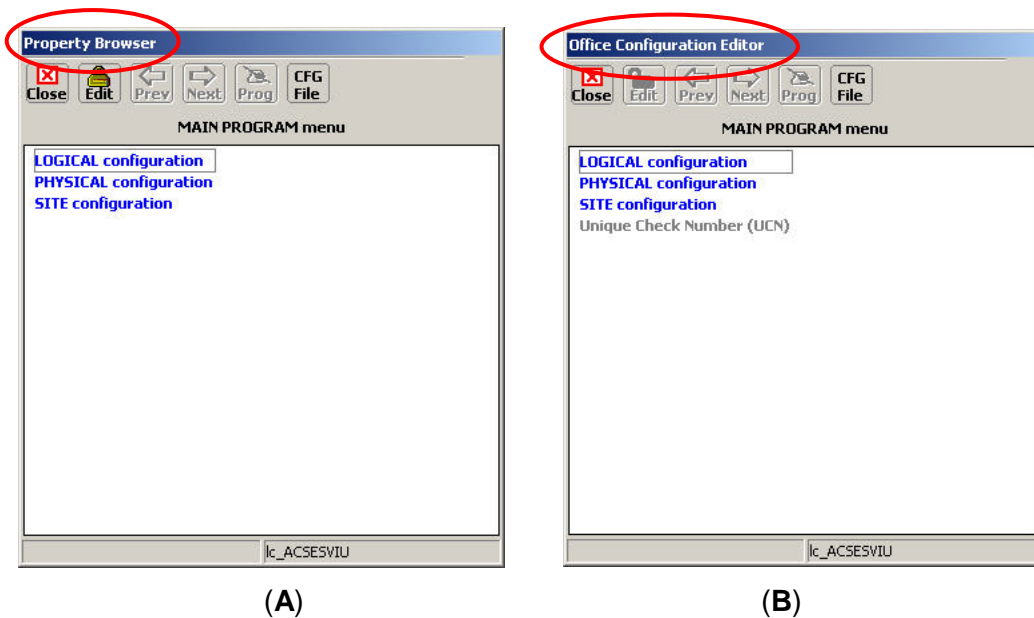 Property Browser
Close Edit Prev Next Prog CFG File
MAIN PROGRAM menu
LOGICAL configuration
PHYSICAL configuration
SITE configuration
lc_ACSESVIU
(A)
Office Configuration Editor
Close Edit Prev Next Prog CFG File
MAIN PROGRAM menu
LOGICAL configuration
PHYSICAL configuration
SITE configuration
Unique Check Number (UCN)
lc_ACSESVIU
(B)